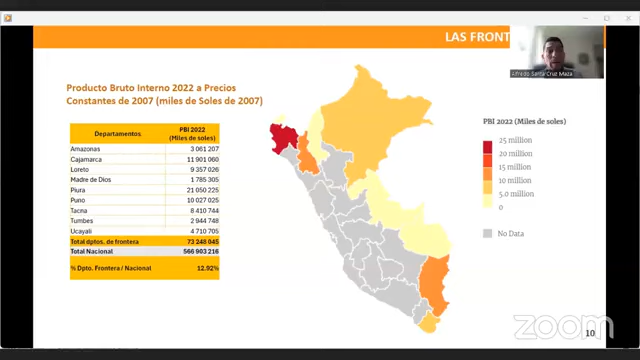 LAS FRONT
Alfredo Santa Cruz Maza
Producto Bruto Interno 2022 a Precios
Constantes de 2007 (miles de Soles de 2007)
Departamentos PBI 2022 (Miles de soles)
Amazonas 3 061 207
Cajamarca 11 901 060
Loreto 9 357 026
Madre de Dios 1 785 305
Piura 21 050 225
Puno 10 027 025
Tacna 8 410 744
Tumbes 2 944 748
Ucayali 4 710 705
Total dptos. de frontera 73 248 045
Total Nacional 566 903 216
% Dpto. Frontera / Nacional 12.92%
PBI 2022 (Miles de soles)
25 million
20 million
15 million
10 million
5.0 million
0
No Data
zoom
10